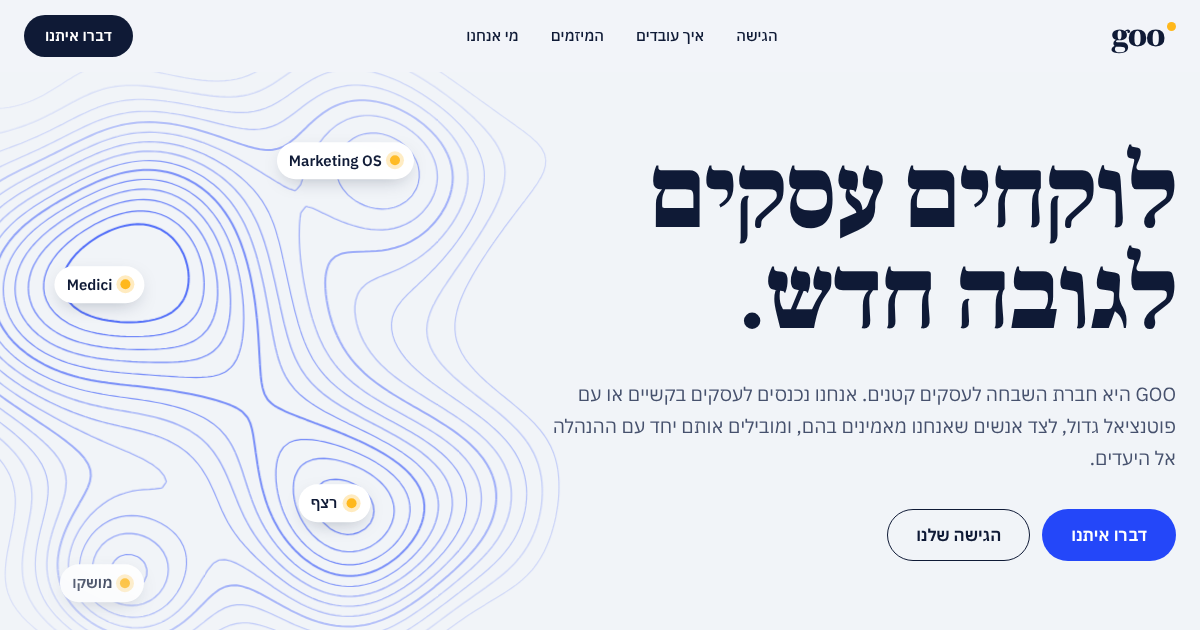 goo
הגישה
איך עובדים
המיזמים
מי אנחנו
דברו איתנו
לוקחים עסקים
לגובה חדש.
GOO היא חברת השבחה לעסקים קטנים. אנחנו נכנסים לעסקים בקשיים או עם
פוטנציאל גדול, לצד אנשים שאנחנו מאמינים בהם, ומובילים אותם יחד עם ההנהלה
אל היעדים.
דברו איתנו
הגישה שלנו
Marketing OS
Medici
רצף
מושקו